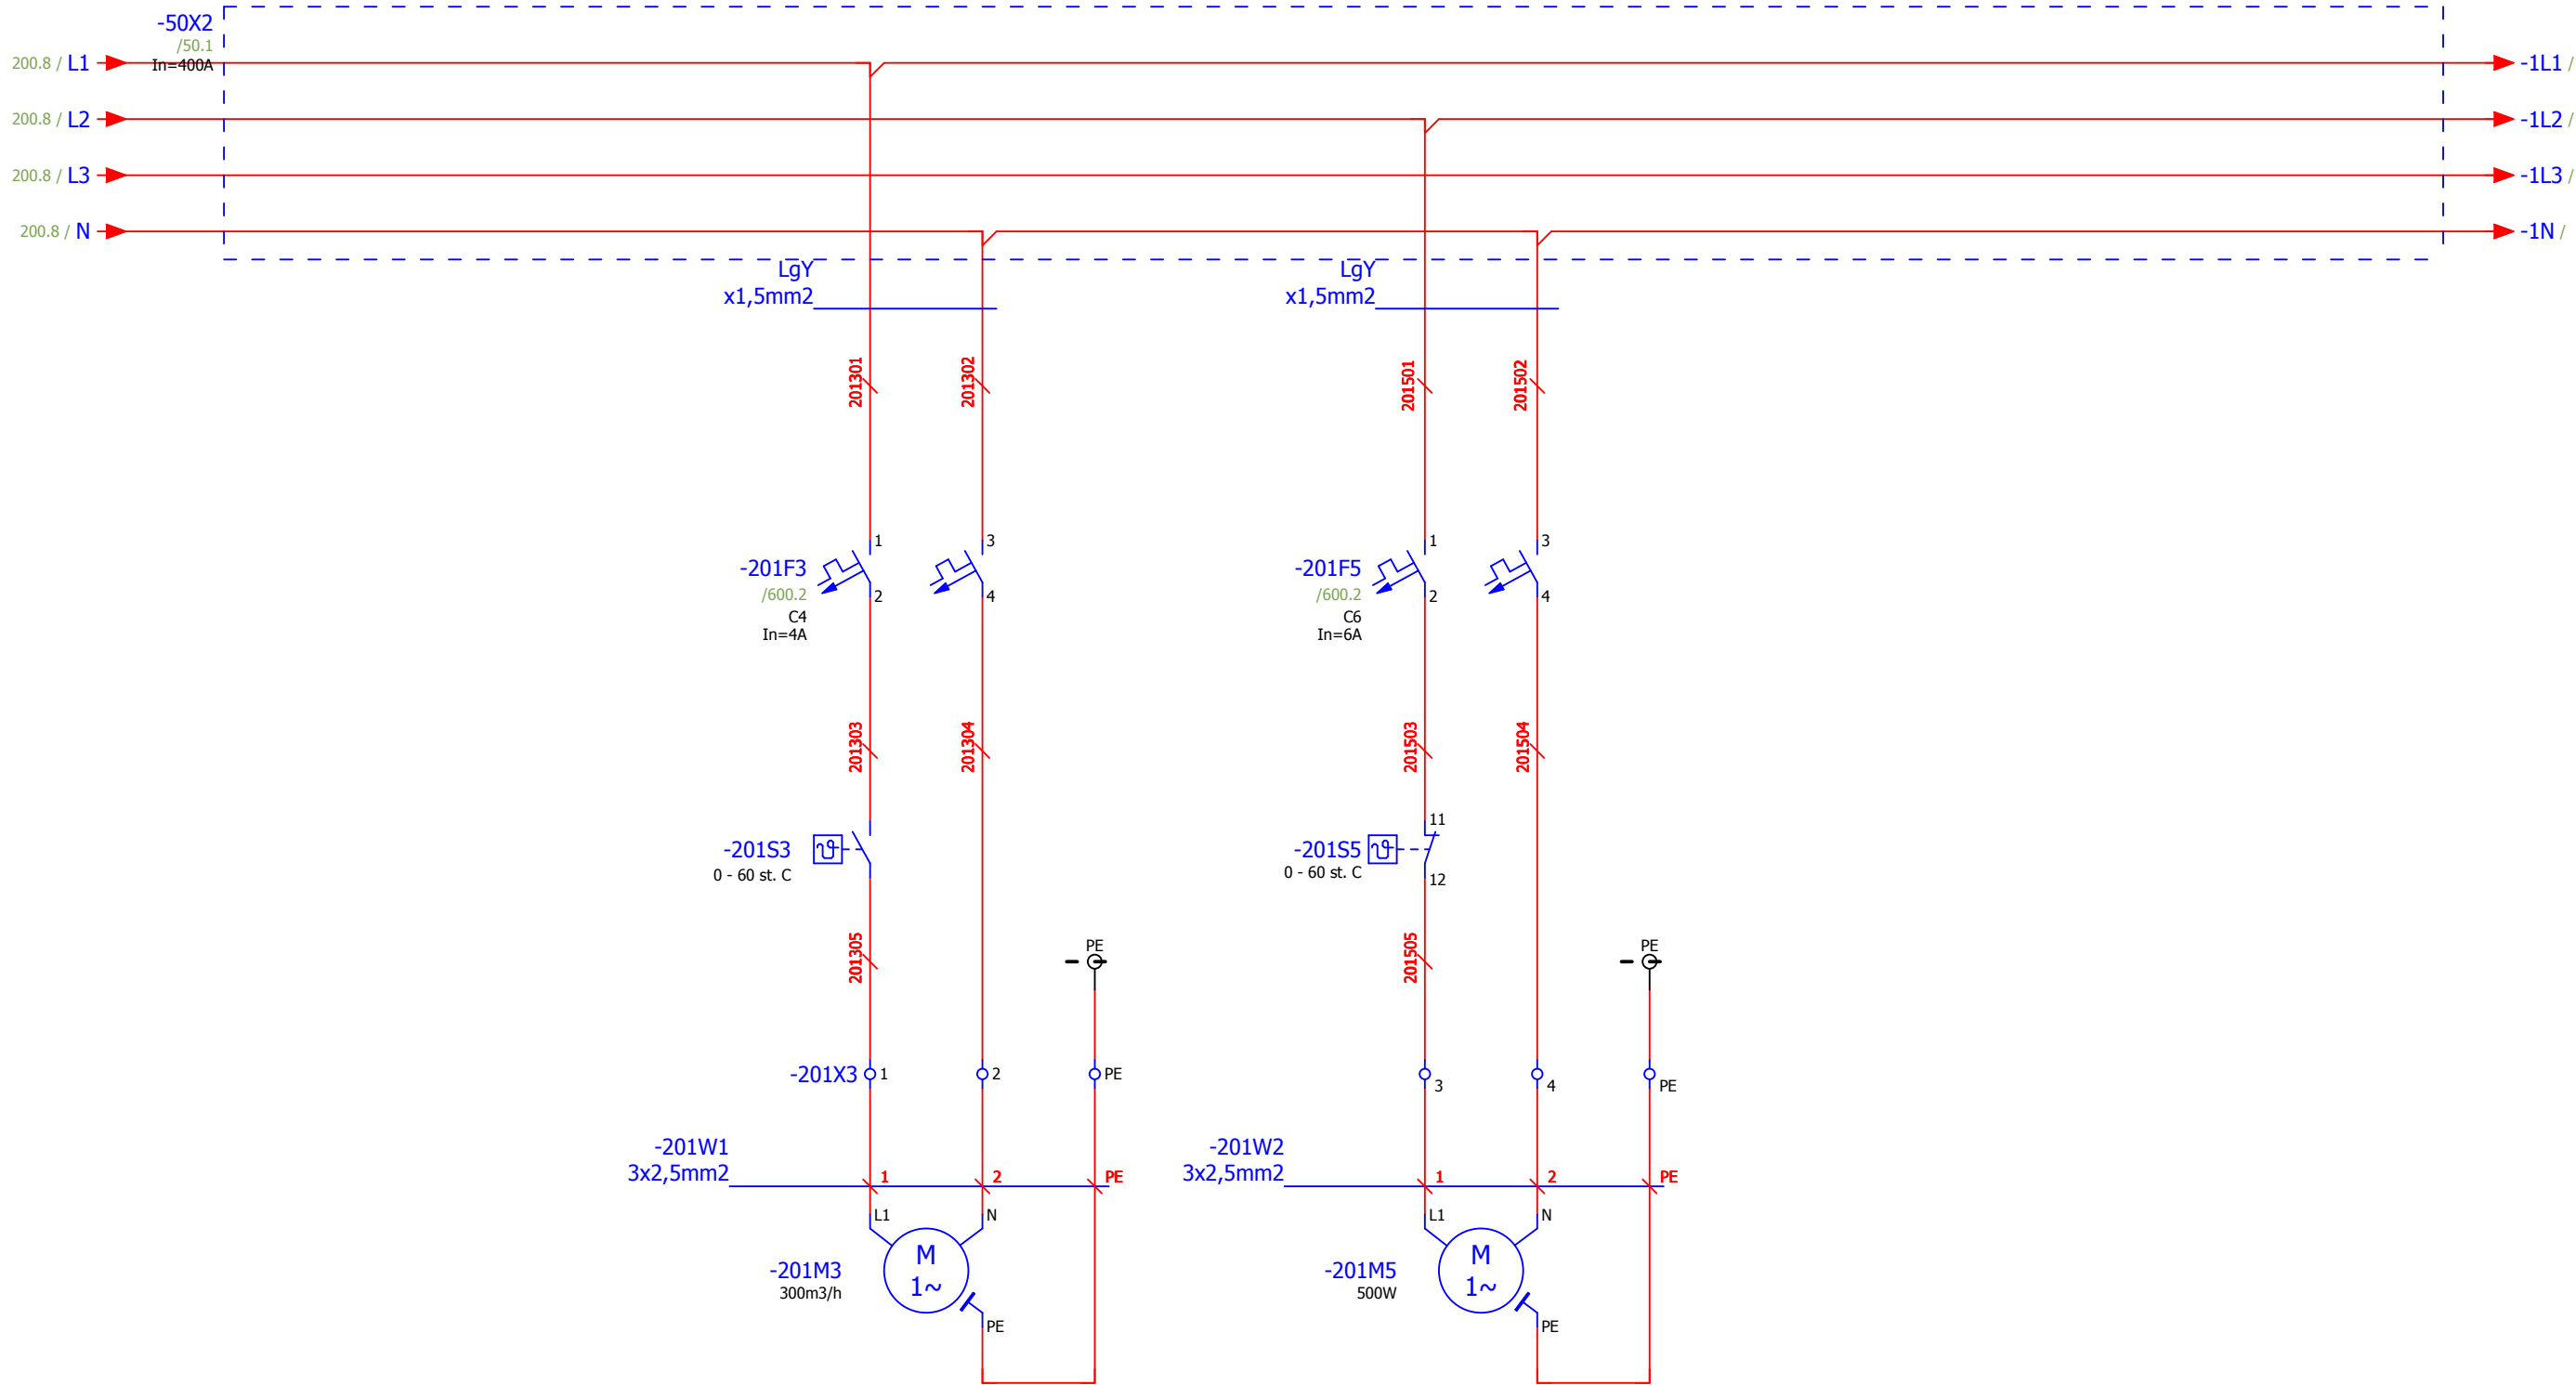 -50X2
/50.1
In=400A
200.8 / L1
-1L1 /
200.8 / L2
-1L2 /
200.8 / L3
-1L3 /
200.8 / N
-1N /
LgY
x1,5mm2
LgY
x1,5mm2
201301
201302
201501
201502
-201F3
/600.2
C4
In=4A
1
2
3
4
-201F5
/600.2
C6
In=6A
1
2
3
4
201303
201304
201503
201504
-201S3
0 - 60 st. C
-201S5
0 - 60 st. C
11
12
201305
PE
201505
PE
-201X3
1
2
PE
3
4
PE
-201W1
3x2,5mm2
1
2
PE
-201W2
3x2,5mm2
1
2
PE
L1
N
M
1~
-201M3
300m3/h
PE
L1
N
M
1~
-201M5
500W
PE